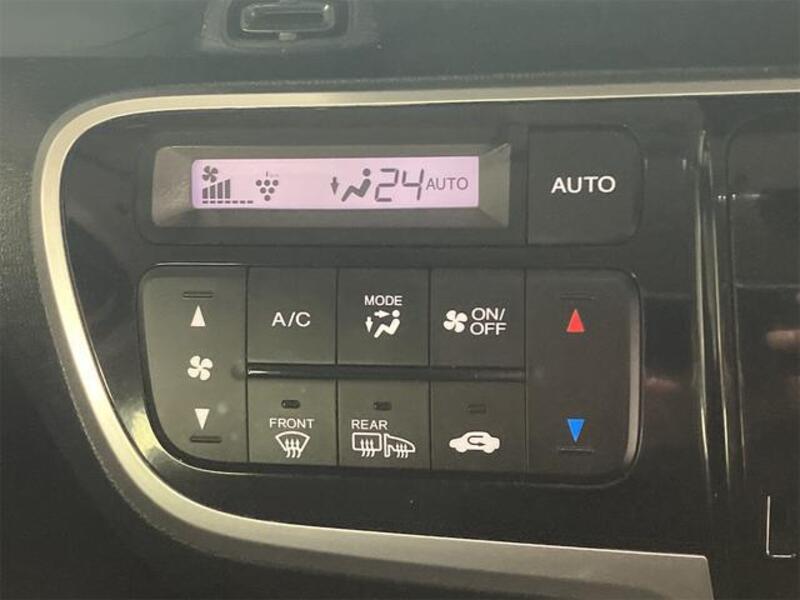 24 AUTO
AUTO
A/C
MODE
ON/
OFF
FRONT
REAR